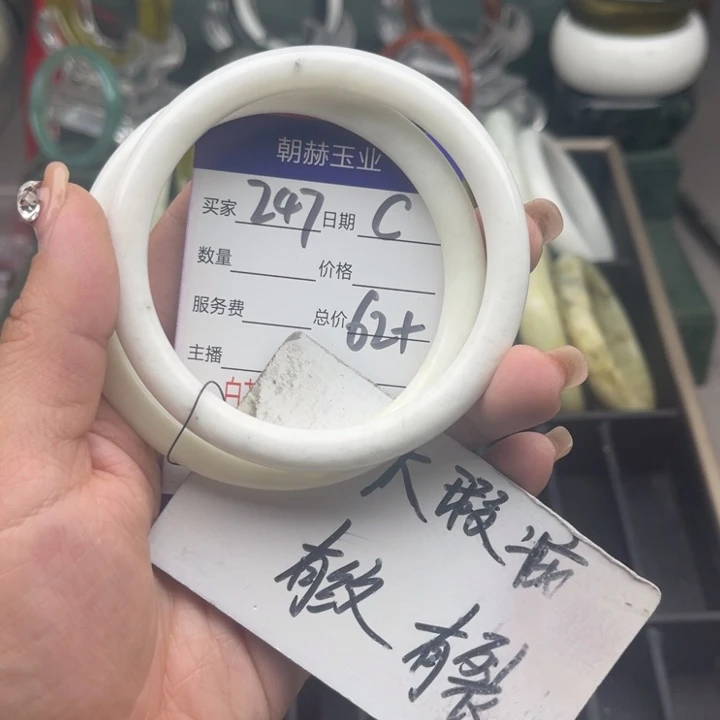 朝赫玉业
买家 247 日期 C
数量 价格
服务费 总价 62+
主播
大瑕疵
有纹 有裂